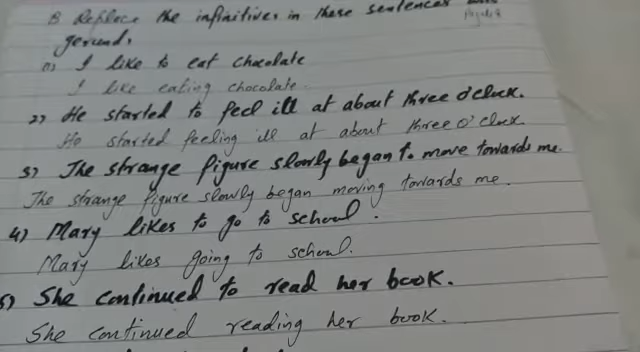 B Replace the infinitives in these sentences with
gerund,
(1) I like to eat chocolate
I like eating chocolate.
2) He started to feel ill at about three o'clock.
He started feeling ill at about three o'clock
3) The strange figure slowly began to move towards me.
The strange figure slowly began moving towards me.
4) Mary likes to go to school.
Mary likes going to school.
5) She continued to read her book.
She continued reading her book.